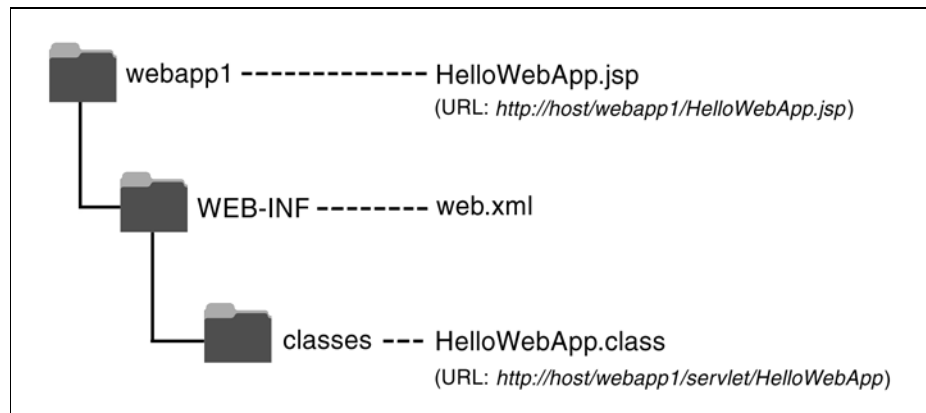 webapp1 HelloWebApp.jsp
(URL: http://host/webapp1/HelloWebApp.jsp)
WEB-INF web.xml
classes HelloWebApp.class
(URL: http://host/webapp1/servlet/HelloWebApp)